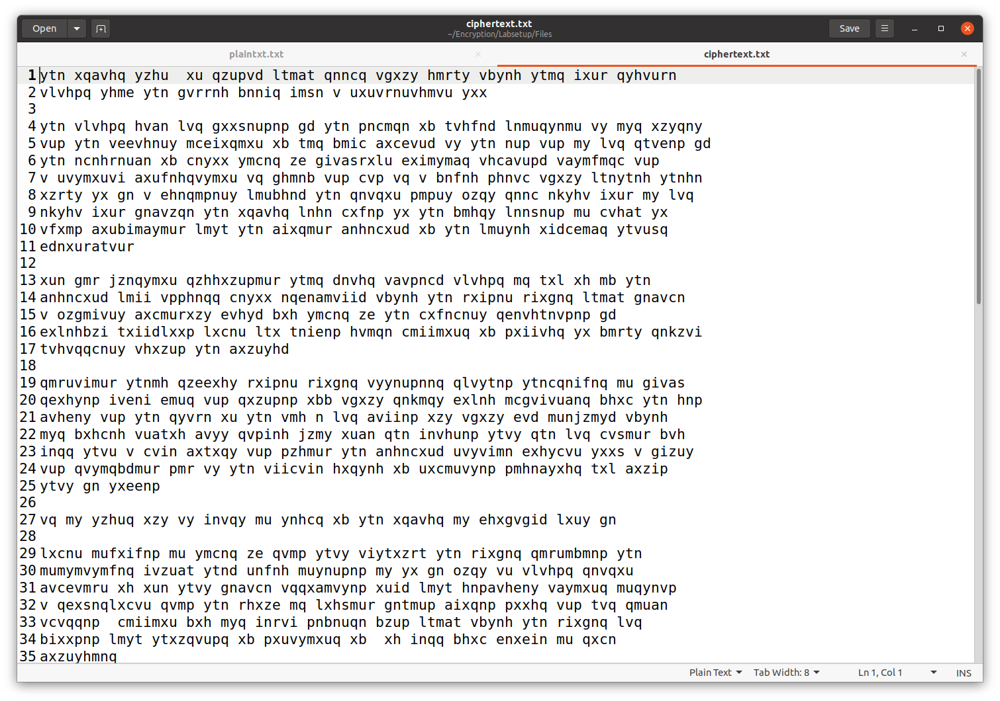 Open
ciphertext.txt
~/Encryption/Labsetup/Files
Save
plaintxt.txt
ciphertext.txt
1 ytn xqavhq yzhu  xu qzupvd ltmat qnncq vgxzy hmrty vbynh ytmq ixur qyhvurn
2 vlvhpq yhme ytn gvrrnh bnniq imsn v uxuvrnuvhmvu yxx
3
4 ytn vlvhpq hvan lvq gxxsnupnp gd ytn pncmqn xb tvhfnd lnmuqynmu vy myq xzyqny
5 vup ytn veevhnuy mceixqmxu xb tmq bmic axcevud vy ytn nup vup my lvq qtvenp gd
6 ytn ncnhrnuan xb cnyxx ymcnq ze givasrxlu eximymaq vhcavupd vaymfmqc vup
7 v uvymxuvi axufnhqvymxu vq ghmnb vup cvp vq v bnfnh phnvc vgxzy ltnytnh ytnhn
8 xzrty yx gn v ehnqmpnuy lmubhnd ytn qnvqxu pmpuy ozqy qnnc nkyhv ixur my lvq
9 nkyhv ixur gnavzqn ytn xqavhq lnhn cxfnp yx ytn bmhqy lnnsnup mu cvhat yx
10 vfxmp axubimaymur lmyt ytn aixqmur anhncxud xb ytn lmuynh xidcemaq ytvusq
11 ednxuratvur
12
13 xun gmr jznqymxu qzhhxzupmur ytmq dnvhq vavpncd vlvhpq mq txl xh mb ytn
14 anhncxud lmii vpphnqq cnyxx nqenamviid vbynh ytn rxipnu rixgnq ltmat gnavcn
15 v ozgmivuy axcmurxzy evhyd bxh ymcnq ze ytn cxfncnuy qenvhtnvpnp gd
16 exlnhbzi txiidlxxp lxcnu ltx tnienp hvmqn cmiimxuq xb pxiivhq yx bmrty qnkzvi
17 tvhvqqcnuy vhxzup ytn axzuyhd
18
19 qmruvimur ytnmh qzeexhy rxipnu rixgnq vyynupnnq qlvytnp ytncqnifnq mu givas
20 qexhynp iveni emuq vup qxzupnp xbb vgxzy qnkmqy exlnh mcgvivuanq bhxc ytn hnp
21 avheny vup ytn qyvrn xu ytn vmh n lvq aviinp xzy vgxzy evd munjzmyd vbynh
22 myq bxhcnh vuatxh avyy qvpinh jzmy xuan qtn invhunp ytvy qtn lvq cvsmur bvh
23 inqq ytvu v cvin axtxqy vup pzhmur ytn anhncxud uvyvimn exhycvu yxxs v gizuy
24 vup qvymqbdmur pmr vy ytn viicvin hxqynh xb uxcmuvynp pmhnayxhq txl axzip
25 ytvy gn yxeenp
26
27 vq my yzhuq xzy vy invqy mu ynhcq xb ytn xqavhq my ehxgvgid lxuy gn
28
29 lxcnu mufxifnp mu ymcnq ze qvmp ytvy viytxzrt ytn rixgnq qmrumbmnp ytn
30 mumymvymfnq ivzuat ytnd unfnh muynupnp my yx gn ozqy vu vlvhpq qnvqxu
31 avcevmru xh xun ytvy gnavcn vqqxamvynp xuid lmyt hnpavheny vaymxuq muqynvp
32 v qexsnqlxcvu qvmp ytn rhxze mq lxhsmur gntmup aixqnp pxxhq vup tvq qmuan
33 vcvqqnp  cmiimxu bxh myq inrvi pnbnuqn bzup ltmat vbynh ytn rixgnq lvq
34 bixxpnp lmyt ytxzqvupq xb pxuvymxuq xb  xh inqq bhxc enxein mu qxcn
35 axzuyhmnq
Plain Text
Tab Width: 8
Ln 1, Col 1
INS